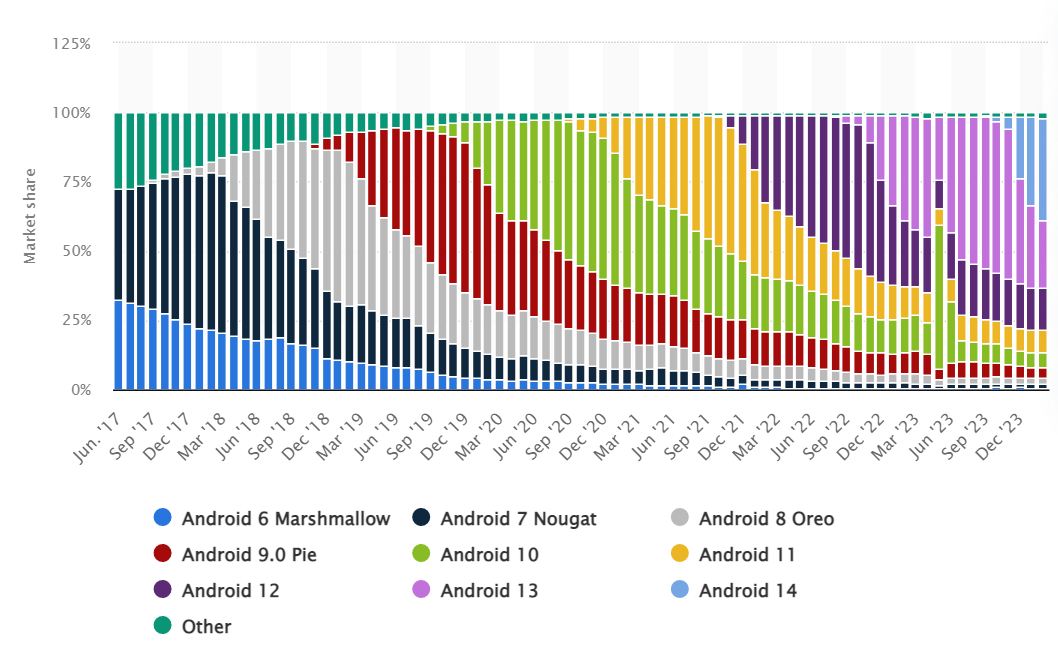 125%
100%
75%
50%
25%
0%
Market share
Jun. '17
Sep '17
Dec '17
Mar '18
Jun '18
Sep '18
Dec '18
Mar '19
Jun '19
Sep '19
Dec '19
Mar '20
Jun '20
Sep '20
Dec '20
Mar '21
Jun '21
Sep '21
Dec '21
Mar '22
Jun '22
Sep '22
Dec '22
Mar '23
Jun '23
Sep '23
Dec '23
Android 6 Marshmallow Android 7 Nougat Android 8 Oreo
Android 9.0 Pie Android 10 Android 11
Android 12 Android 13 Android 14
Other